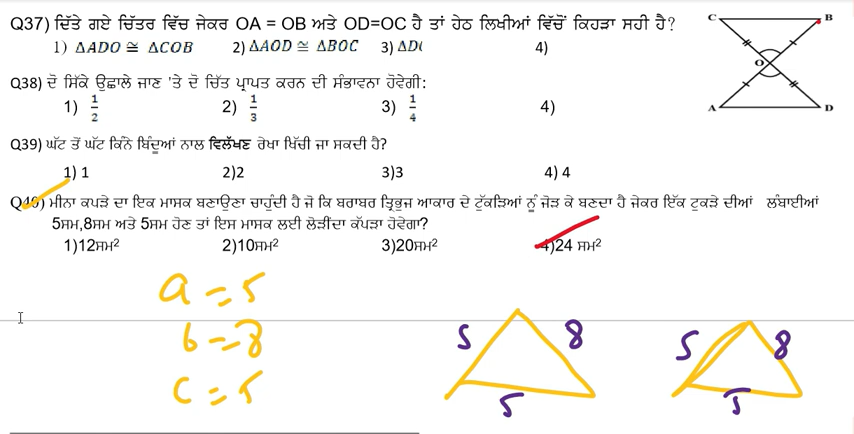 Q37) ਦਿੱਤੇ ਗਏ ਚਿੱਤਰ ਵਿੱਚ ਜੇਕਰ OA = OB ਅਤੇ OD=OC ਹੈ ਤਾਂ ਹੇਠ ਲਿਖੀਆਂ ਵਿੱਚੋਂ ਕਿਹੜਾ ਸਹੀ ਹੈ?
1) ΔADO ≅ ΔCOB 2) ΔAOD ≅ ΔBOC 3) ΔD 4)
C B
O
A D
Q38) ਦੋ ਸਿੱਕੇ ਉਛਾਲੇ ਜਾਣ 'ਤੇ ਦੋ ਚਿੱਤ ਪ੍ਰਾਪਤ ਕਰਨ ਦੀ ਸੰਭਾਵਨਾ ਹੋਵੇਗੀ:
1) 1/2 2) 1/3 3) 1/4 4)
Q39) ਘੱਟ ਤੋਂ ਘੱਟ ਕਿੰਨੇ ਬਿੰਦੂਆਂ ਨਾਲ ਵਿਲੱਖਣ ਰੇਖਾ ਖਿੱਚੀ ਜਾ ਸਕਦੀ ਹੈ?
1) 1 2)2 3)3 4) 4
Q40) ਮੀਨਾ ਕਪੜੇ ਦਾ ਇਕ ਮਾਸਕ ਬਣਾਉਣਾ ਚਾਹੁੰਦੀ ਹੈ ਜੋ ਕਿ ਬਰਾਬਰ ਤ੍ਰਿਭੁਜ ਆਕਾਰ ਦੇ ਟੁੱਕੜਿਆਂ ਨੂੰ ਜੋੜ ਕੇ ਬਣਦਾ ਹੈ ਜੇਕਰ ਇੱਕ ਟੁਕੜੇ ਦੀਆਂ ਲੰਬਾਈਆਂ
5ਸਮ,8ਸਮ ਅਤੇ 5ਸਮ ਹੋਣ ਤਾਂ ਇਸ ਮਾਸਕ ਲਈ ਲੋੜੀਂਦਾ ਕੱਪੜਾ ਹੋਵੇਗਾ?
1)12ਸਮ² 2)10ਸਮ² 3)20ਸਮ² 4)24 ਸਮ²
a = 5
b = 8
c = 5
5 8
5
5 8
5